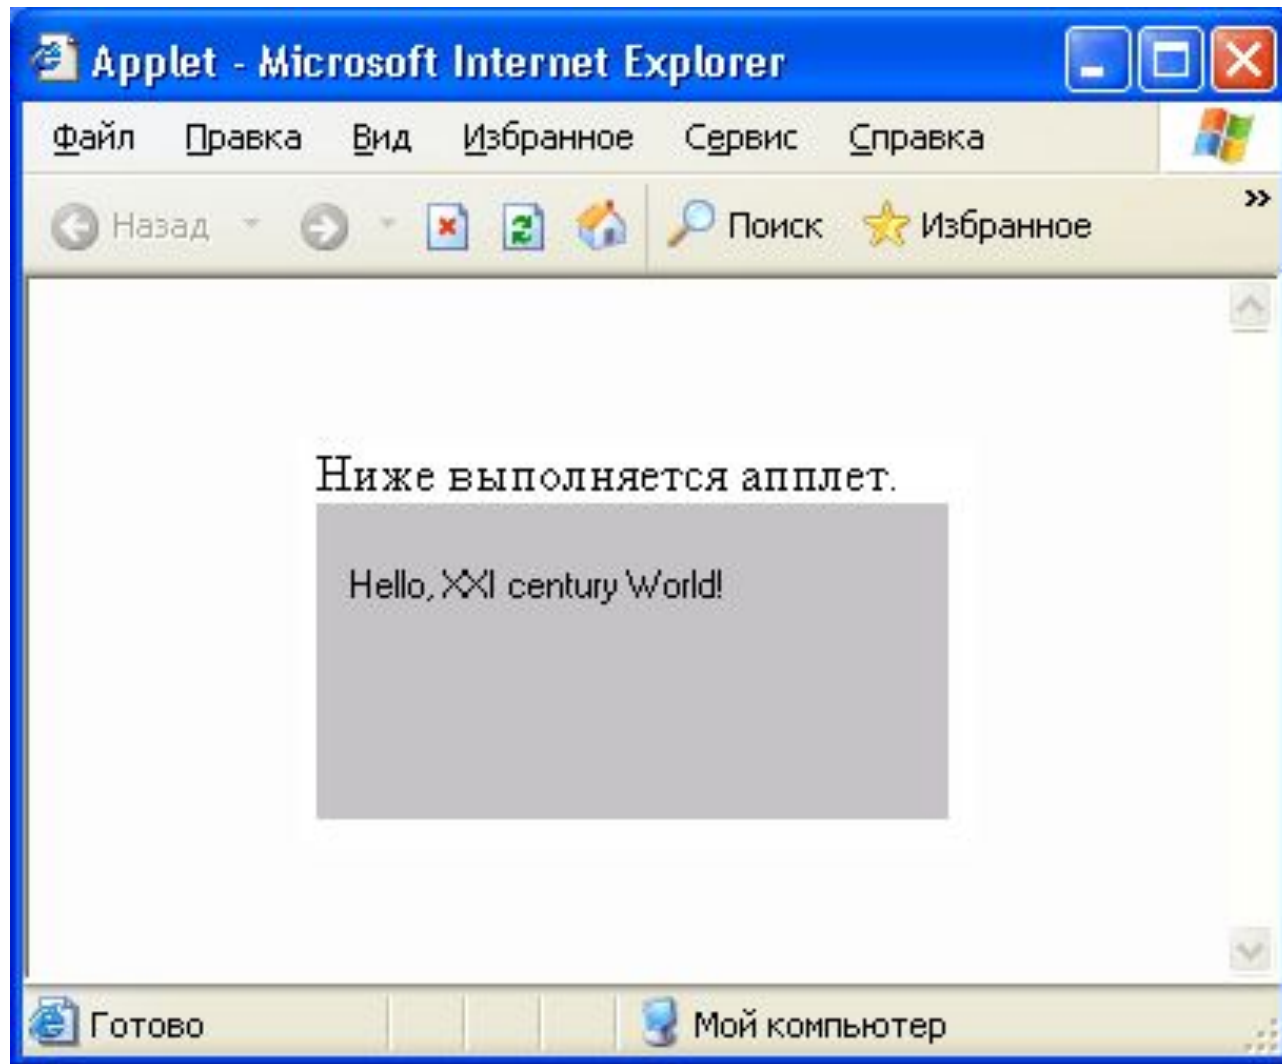 Applet - Microsoft Internet Explorer
Файл Правка Вид Избранное Сервис Справка
Назад Поиск Избранное »
Ниже выполняется апплет.
Hello, XXI century World!
Готово Мой компьютер